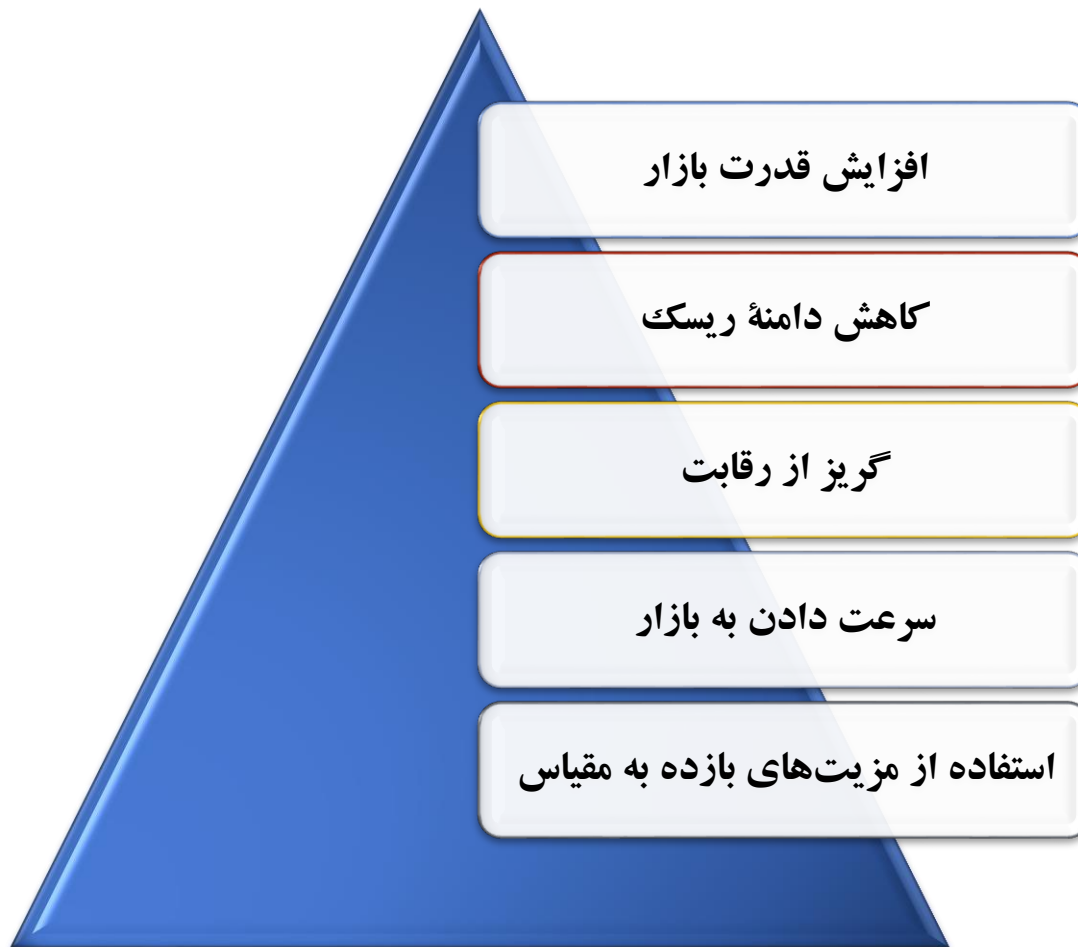 افزایش قدرت بازار
کاهش دامنهٔ ریسک
گریز از رقابت
سرعت دادن به بازار
استفاده از مزیت‌های بازده به مقیاس